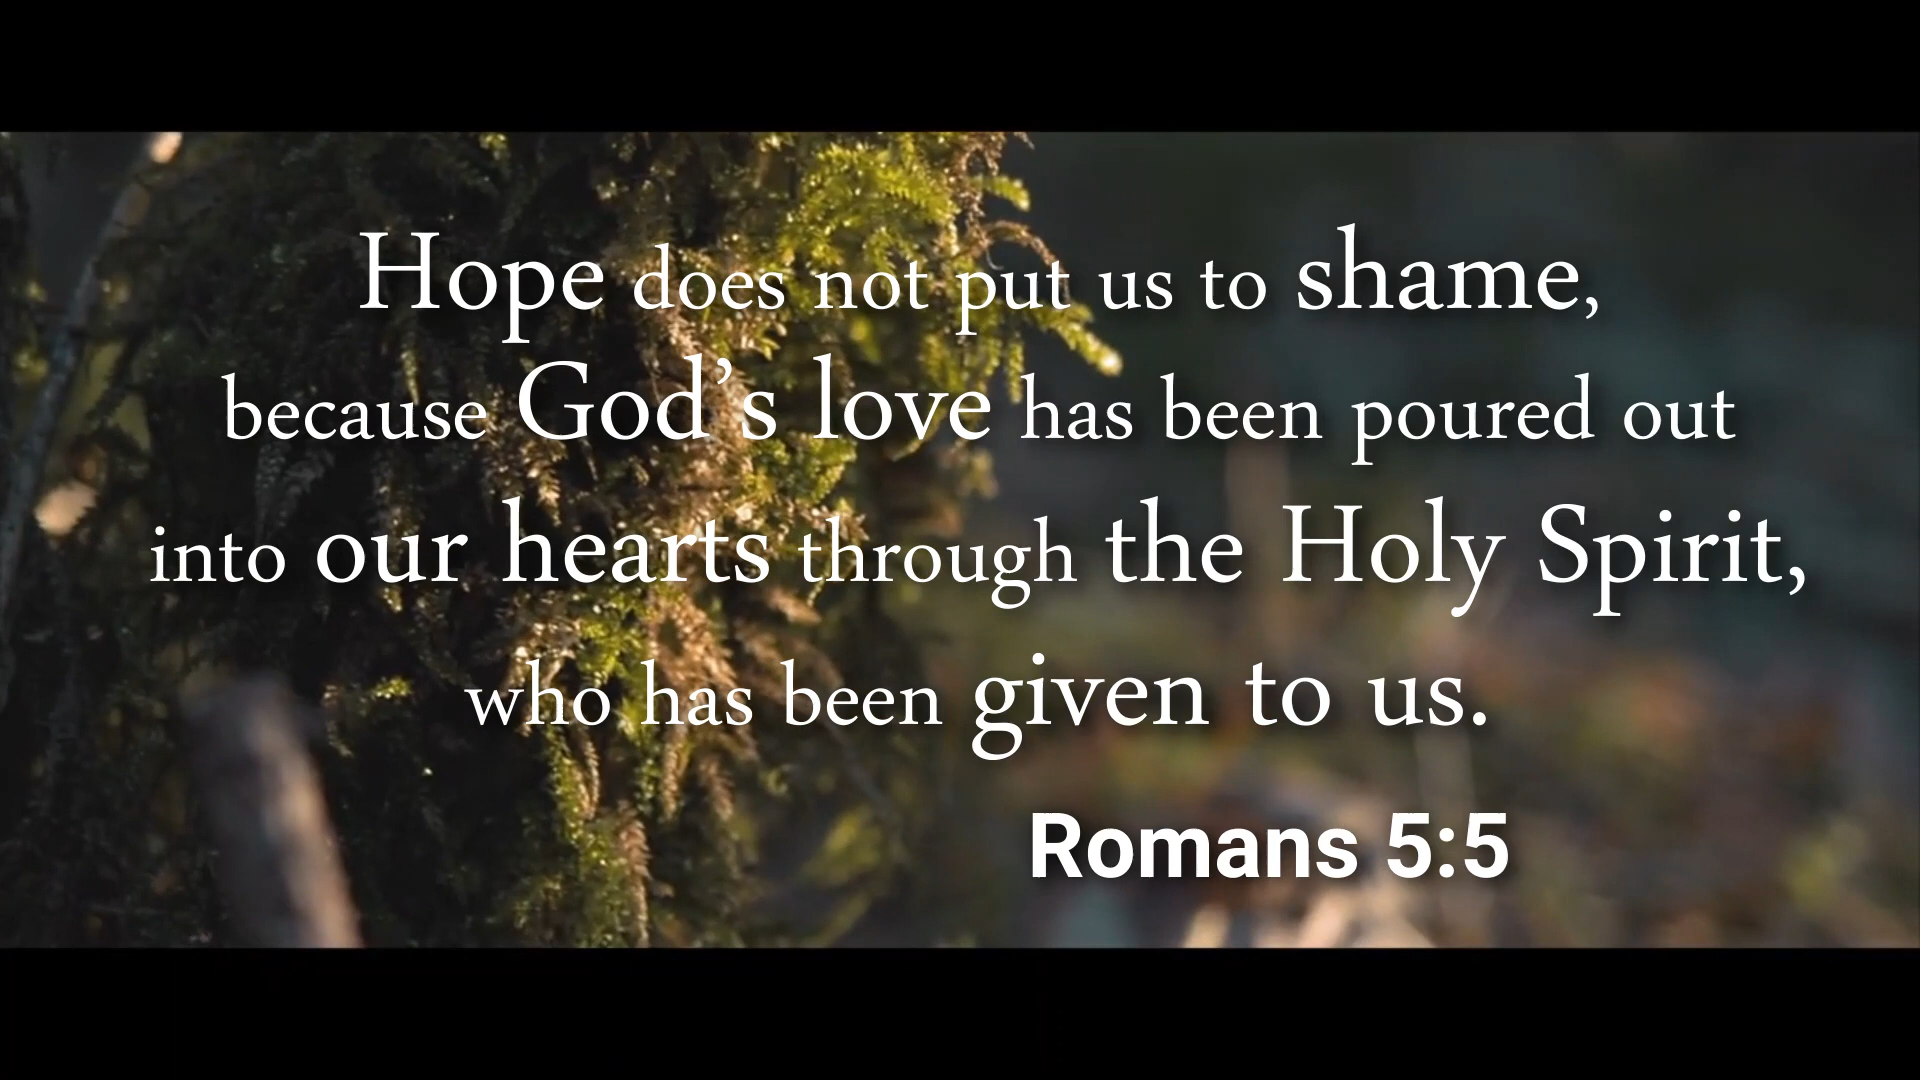 Hope does not put us to shame,
because God’s love has been poured out
into our hearts through the Holy Spirit,
who has been given to us.
Romans 5:5